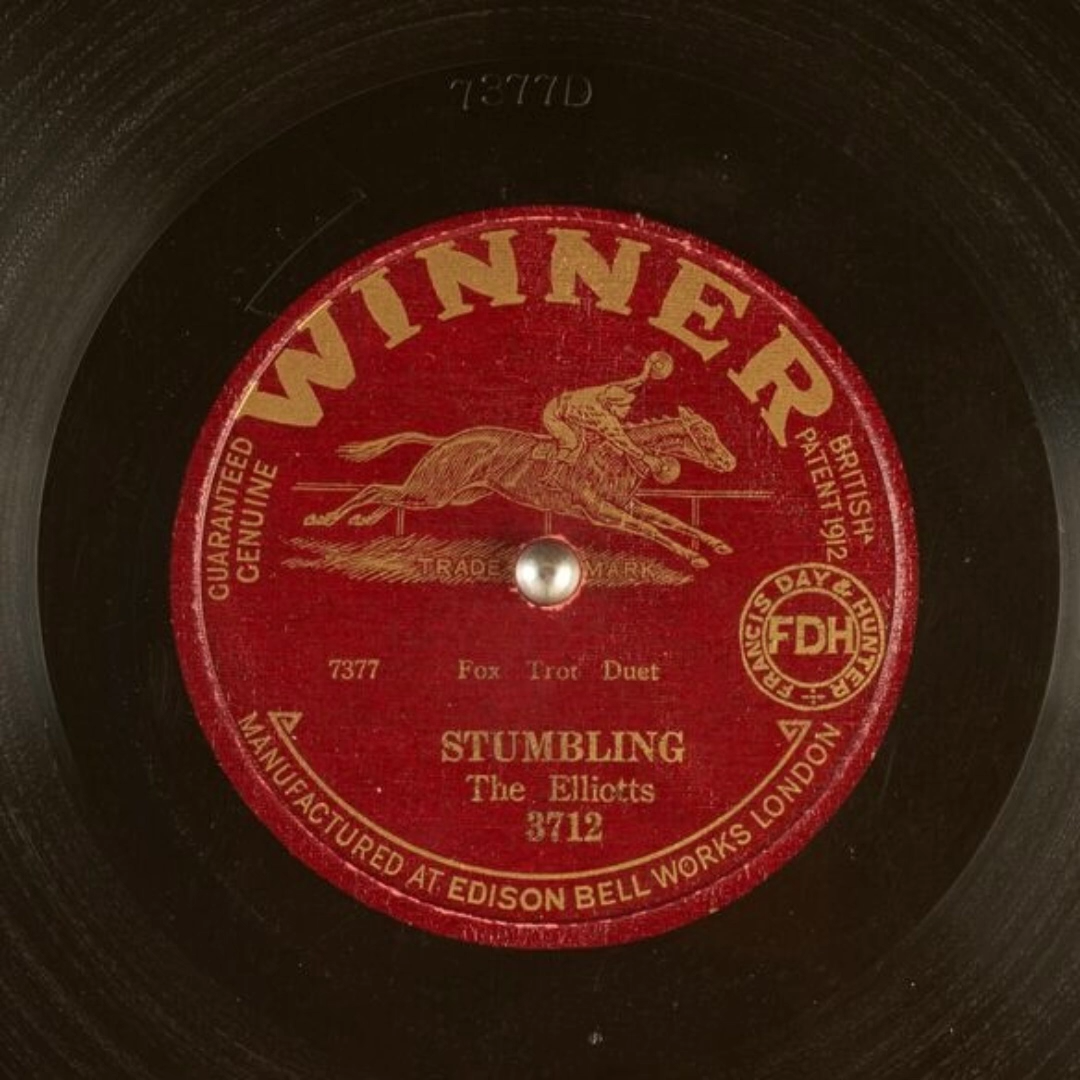 7377D
WINNER
GUARANTEED
GENUINE
BRITISH
PATENT 1912
TRADE MARK
FRANCIS DAY & HUNTER
FDH
7377 Fox Trot Duet
STUMBLING
The Elliotts
3712
MANUFACTURED AT EDISON BELL WORKS LONDON